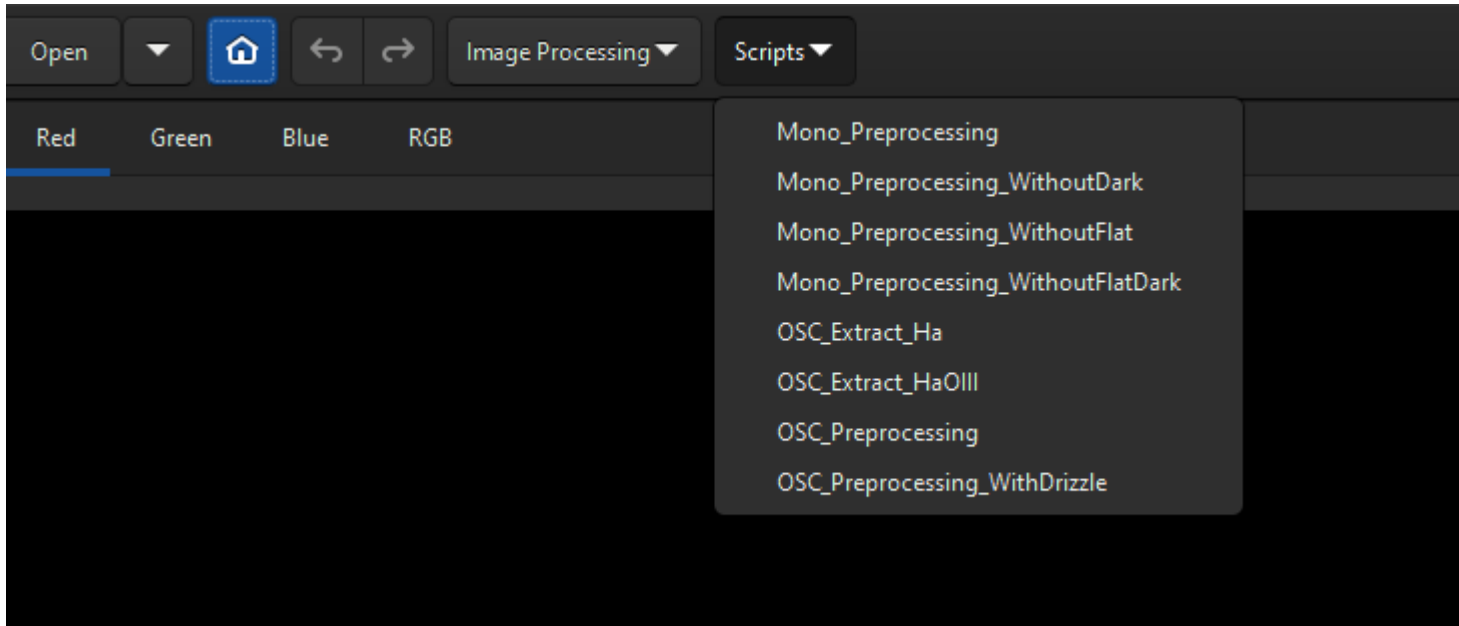 Open Image Processing Scripts
Red Green Blue RGB
Mono_Preprocessing
Mono_Preprocessing_WithoutDark
Mono_Preprocessing_WithoutFlat
Mono_Preprocessing_WithoutFlatDark
OSC_Extract_Ha
OSC_Extract_HaOIII
OSC_Preprocessing
OSC_Preprocessing_WithDrizzle